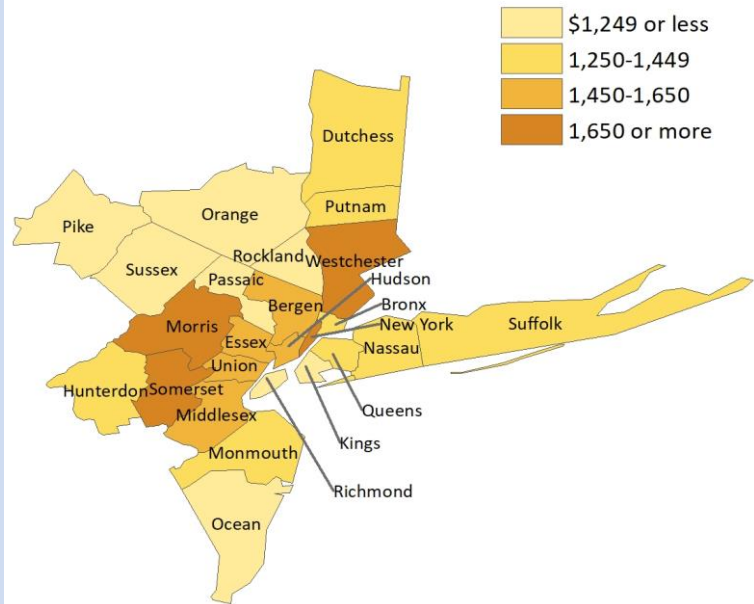 $1,249 or less
1,250-1,449
1,450-1,650
1,650 or more
Dutchess
Putnam
Pike
Orange
Rockland
Westchester
Sussex
Passaic
Hudson
Bergen
Bronx
Morris
New York
Suffolk
Essex
Nassau
Union
Hunterdon
Somerset
Queens
Middlesex
Kings
Monmouth
Richmond
Ocean